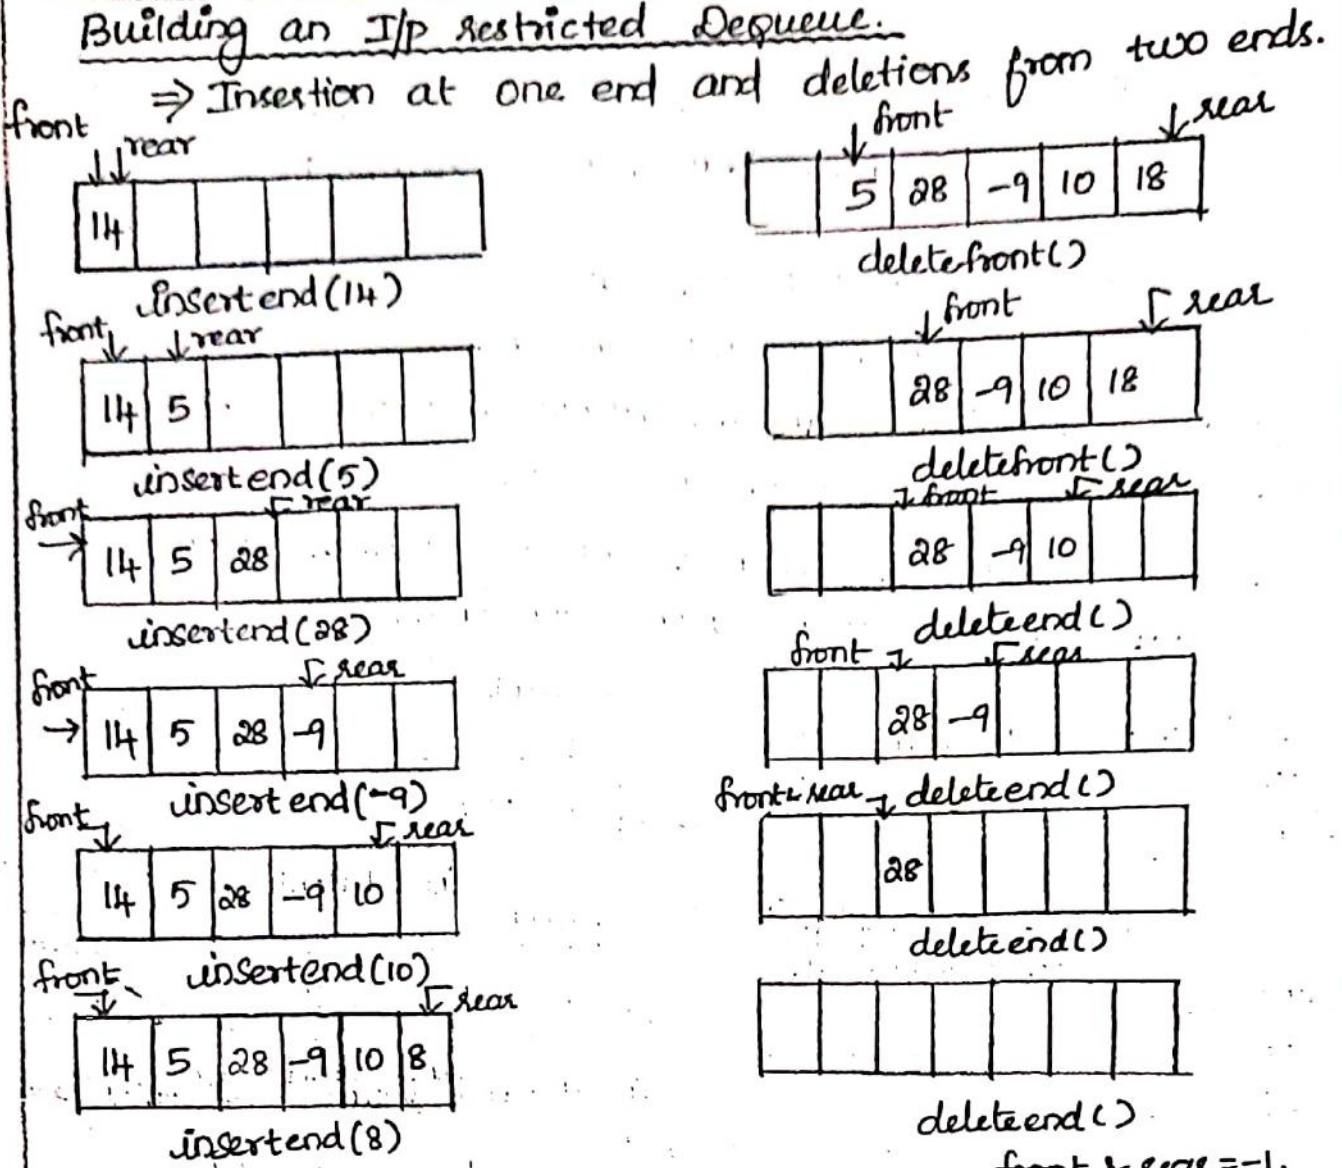 Building an I/p restricted Dequeue.
⇒ Insertion at one end and deletions from two ends.
front
rear
14
insertend(14)
front
rear
14 5
insertend(5)
front
rear
14 5 28
insertend(28)
front
rear
14 5 28 -9
insertend(-9)
front
rear
14 5 28 -9 10
insertend(10)
front
rear
14 5 28 -9 10 8
insertend(8)
front
rear
5 28 -9 10 18
deletefront()
front
rear
28 -9 10 18
deletefront()
front
rear
28 -9 10
deleteend()
front
rear
28 -9
deleteend()
front & rear
28
deleteend()
deleteend()
front & rear = -1.